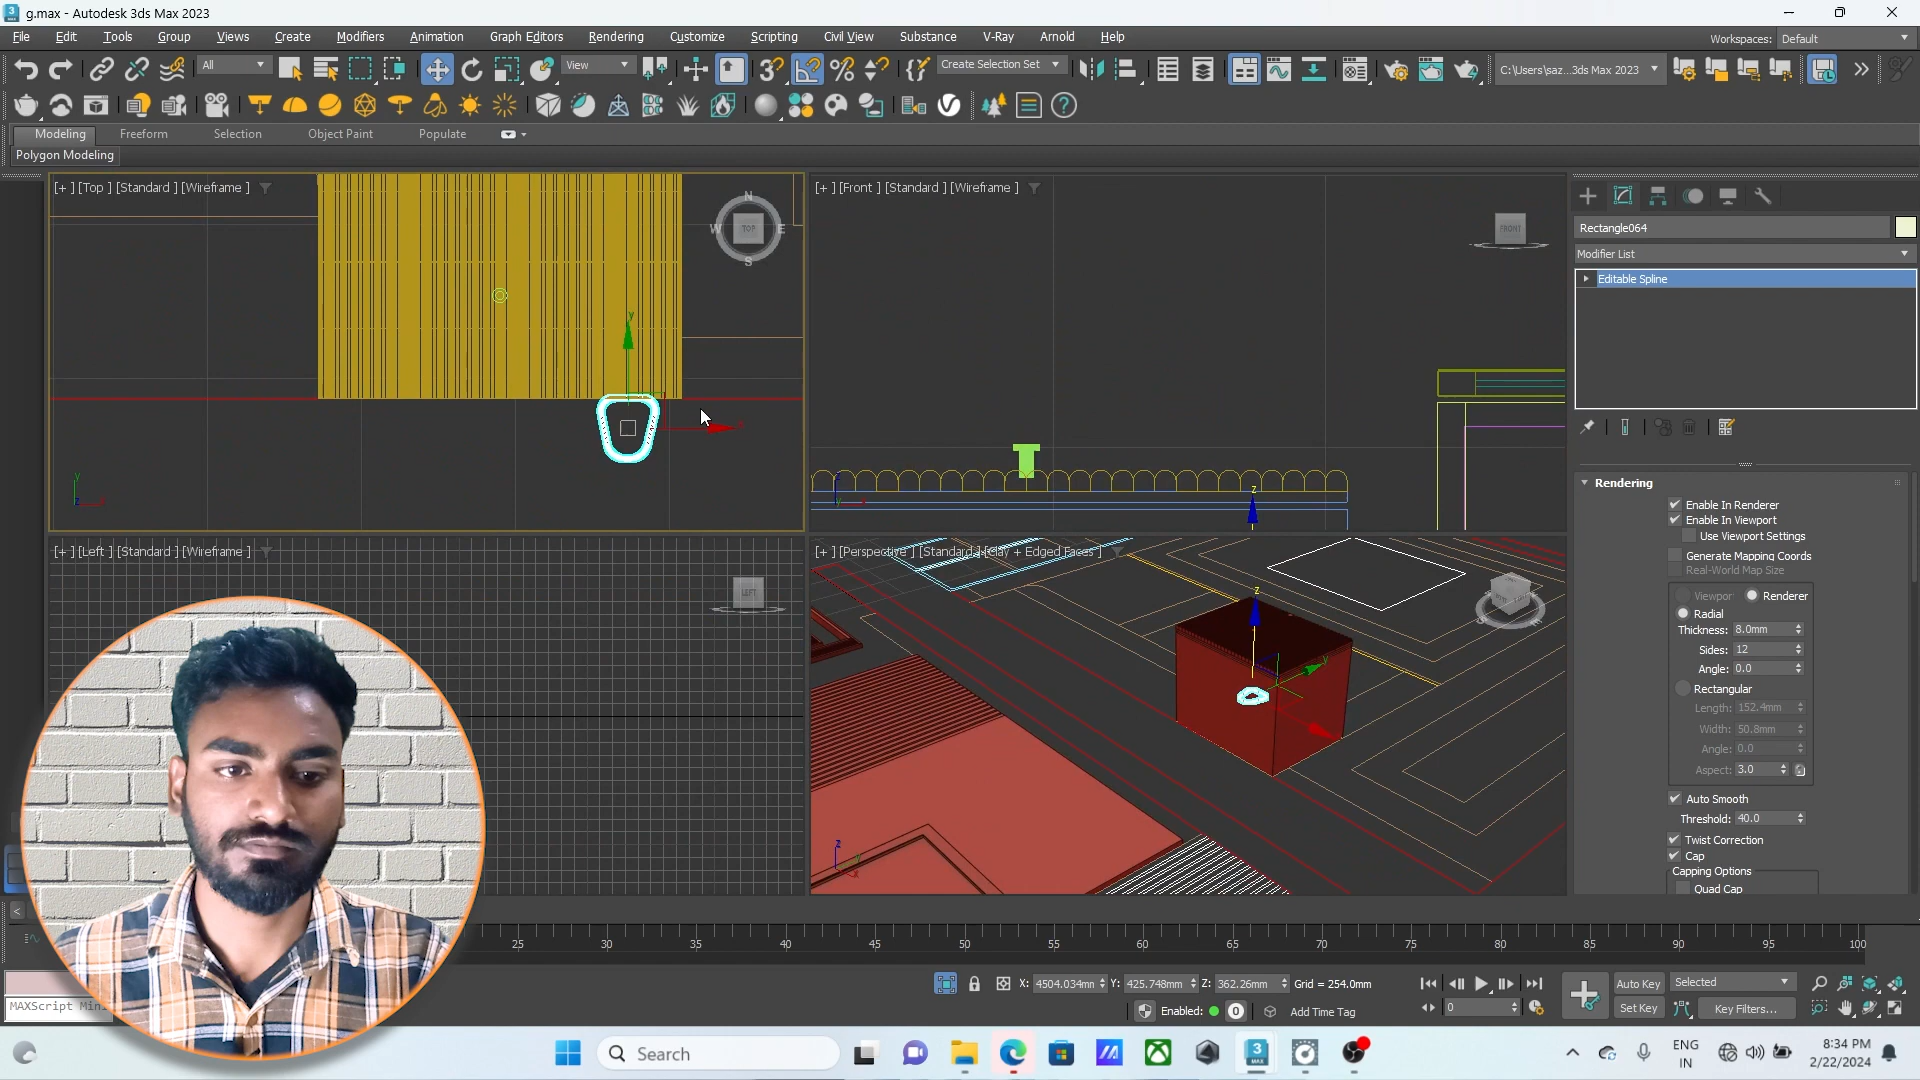 g.max - Autodesk 3ds Max 2023
File Edit Tools Group Views Create Modifiers Animation Graph Editors Rendering Customize Scripting Civil View Substance V-Ray Arnold Help
Workspaces: Default
All View Create Selection Set C:\Users\saz...3ds Max 2023
Modeling Freeform Selection Object Paint Populate
Polygon Modeling
[+ ] [Top ] [Standard ] [Wireframe ]
[+ ] [Front ] [Standard ] [Wireframe ]
N
W TOP E
S
FRONT
Rectangle064
Modifier List
Editable Spline
Rendering
Enable In Renderer
Enable In Viewport
Use Viewport Settings
Generate Mapping Coords
Real-World Map Size
Viewport Renderer
Radial
Thickness: 8.0mm
Sides: 12
Angle: 0.0
Rectangular
Length: 152.4mm
Width: 50.8mm
Angle: 0.0
Aspect: 3.0
Auto Smooth
Threshold: 40.0
Twist Correction
Cap
Capping Options
Quad Cap
[+ ] [Left ] [Standard ] [Wireframe ]
[+ ] [Perspective ] [Standard ] [Clay + Edged Faces ]
LEFT
25 30 35 40 45 50 55 60 65 70 75 80 85 90 95 100
X: 4504.034mm Y: 425.748mm Z: 362.26mm Grid = 254.0mm
Auto Key Selected
MAXScript Mini
Enabled: 0 Add Time Tag
0
Set Key Key Filters...
Search
ENG
IN
8:34 PM
2/22/2024